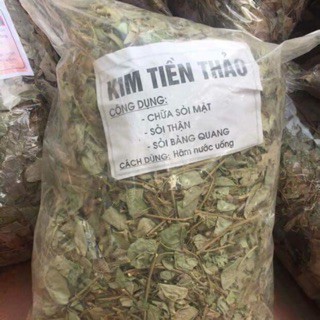 KIM TIỀN THẢO
CÔNG DỤNG:
- CHỮA SỎI MẬT
- SỎI THẬN
- SỎI BÀNG QUANG
CÁCH DÙNG: Hãm nước uống